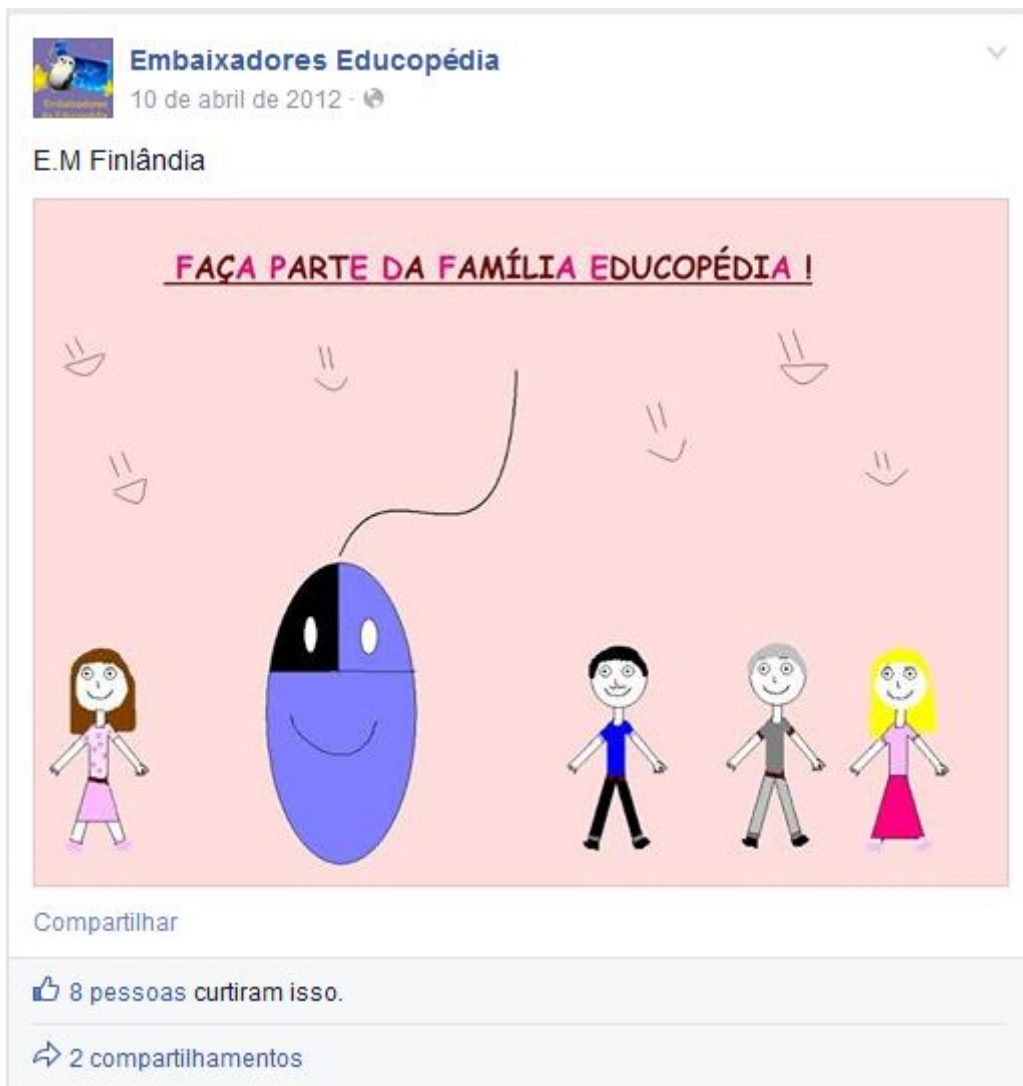 Embaixadores Educopédia
10 de abril de 2012 ·
E.M Finlândia
FAÇA PARTE DA FAMÍLIA EDUCOPÉDIA !
Compartilhar
8 pessoas curtiram isso.
2 compartilhamentos